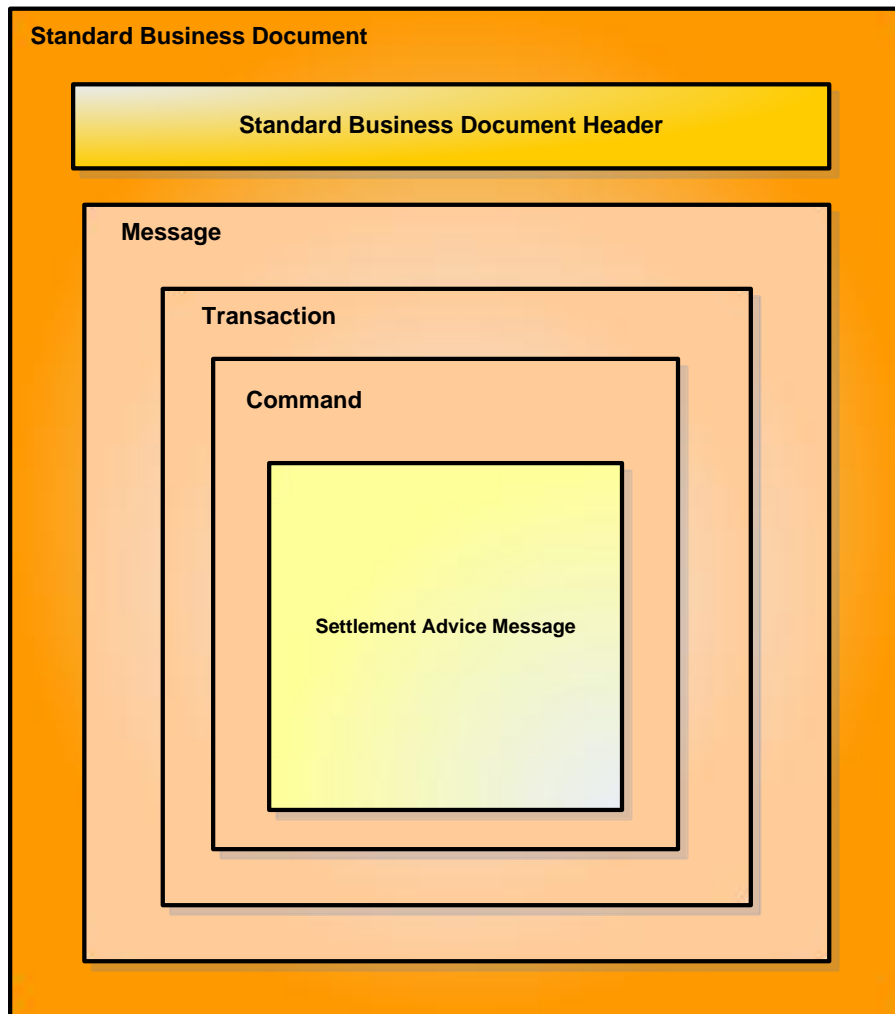 Standard Business Document
Standard Business Document Header
Message
Transaction
Command
Settlement Advice Message